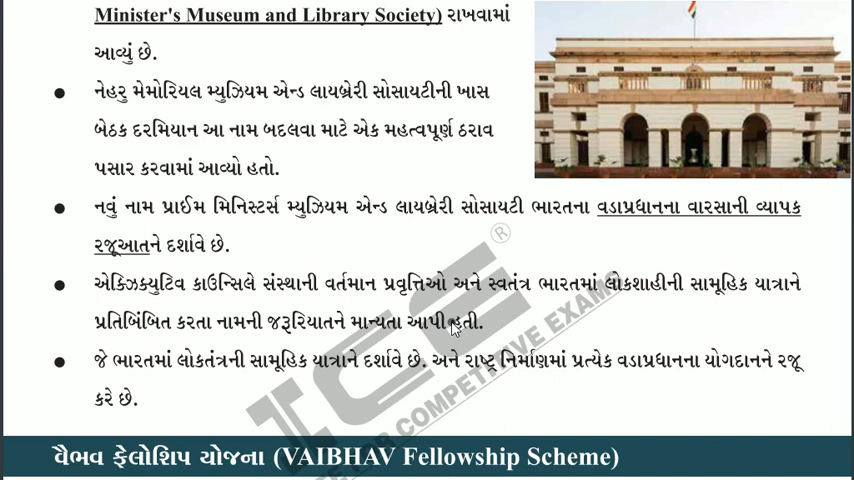 Minister's Museum and Library Society) રાખવામાં
આવ્યું છે.
● નેહરુ મેમોરિયલ મ્યુઝિયમ એન્ડ લાયબ્રેરી સોસાયટીની ખાસ
બેઠક દરમિયાન આ નામ બદલવા માટે એક મહત્વપૂર્ણ ઠરાવ
પસાર કરવામાં આવ્યો હતો.
● નવું નામ પ્રાઈમ મિનિસ્ટર્સ મ્યુઝિયમ એન્ડ લાયબ્રેરી સોસાયટી ભારતના વડાપ્રધાનના વારસાની વ્યાપક
રજૂઆતને દર્શાવે છે.
● એક્ઝિક્યુટિવ કાઉન્સિલે સંસ્થાની વર્તમાન પ્રવૃત્તિઓ અને સ્વતંત્ર ભારતમાં લોકશાહીની સામૂહિક યાત્રાને
પ્રતિબિંબિત કરતા નામની જરૂરિયાતને માન્યતા આપી હતી.
● જે ભારતમાં લોકતંત્રની સામૂહિક યાત્રાને દર્શાવે છે. અને રાષ્ટ્ર નિર્માણમાં પ્રત્યેક વડાપ્રધાનના યોગદાનને રજૂ
કરે છે.
ICE ®
FOR COMPETITIVE EXAMS
વૈભવ ફેલોશિપ યોજના (VAIBHAV Fellowship Scheme)